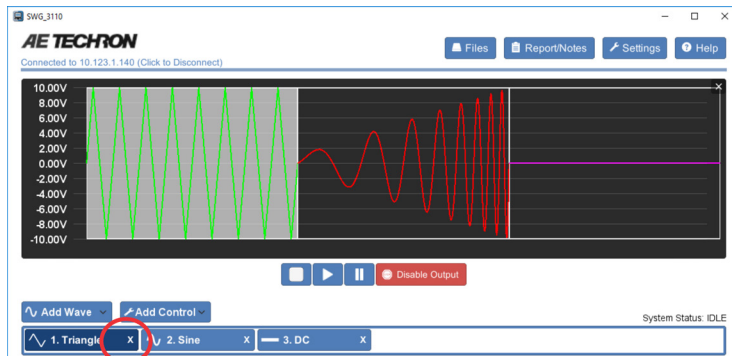 SWG_3110
AE TECHRON
Connected to 10.123.1.140 (Click to Disconnect)
Files Report/Notes Settings Help
10.00V
8.00V
6.00V
4.00V
2.00V
0.00V
-2.00V
-4.00V
-6.00V
-8.00V
-10.00V
Disable Output
Add Wave Add Control
System Status: IDLE
1. Triangle X 2. Sine X 3. DC X